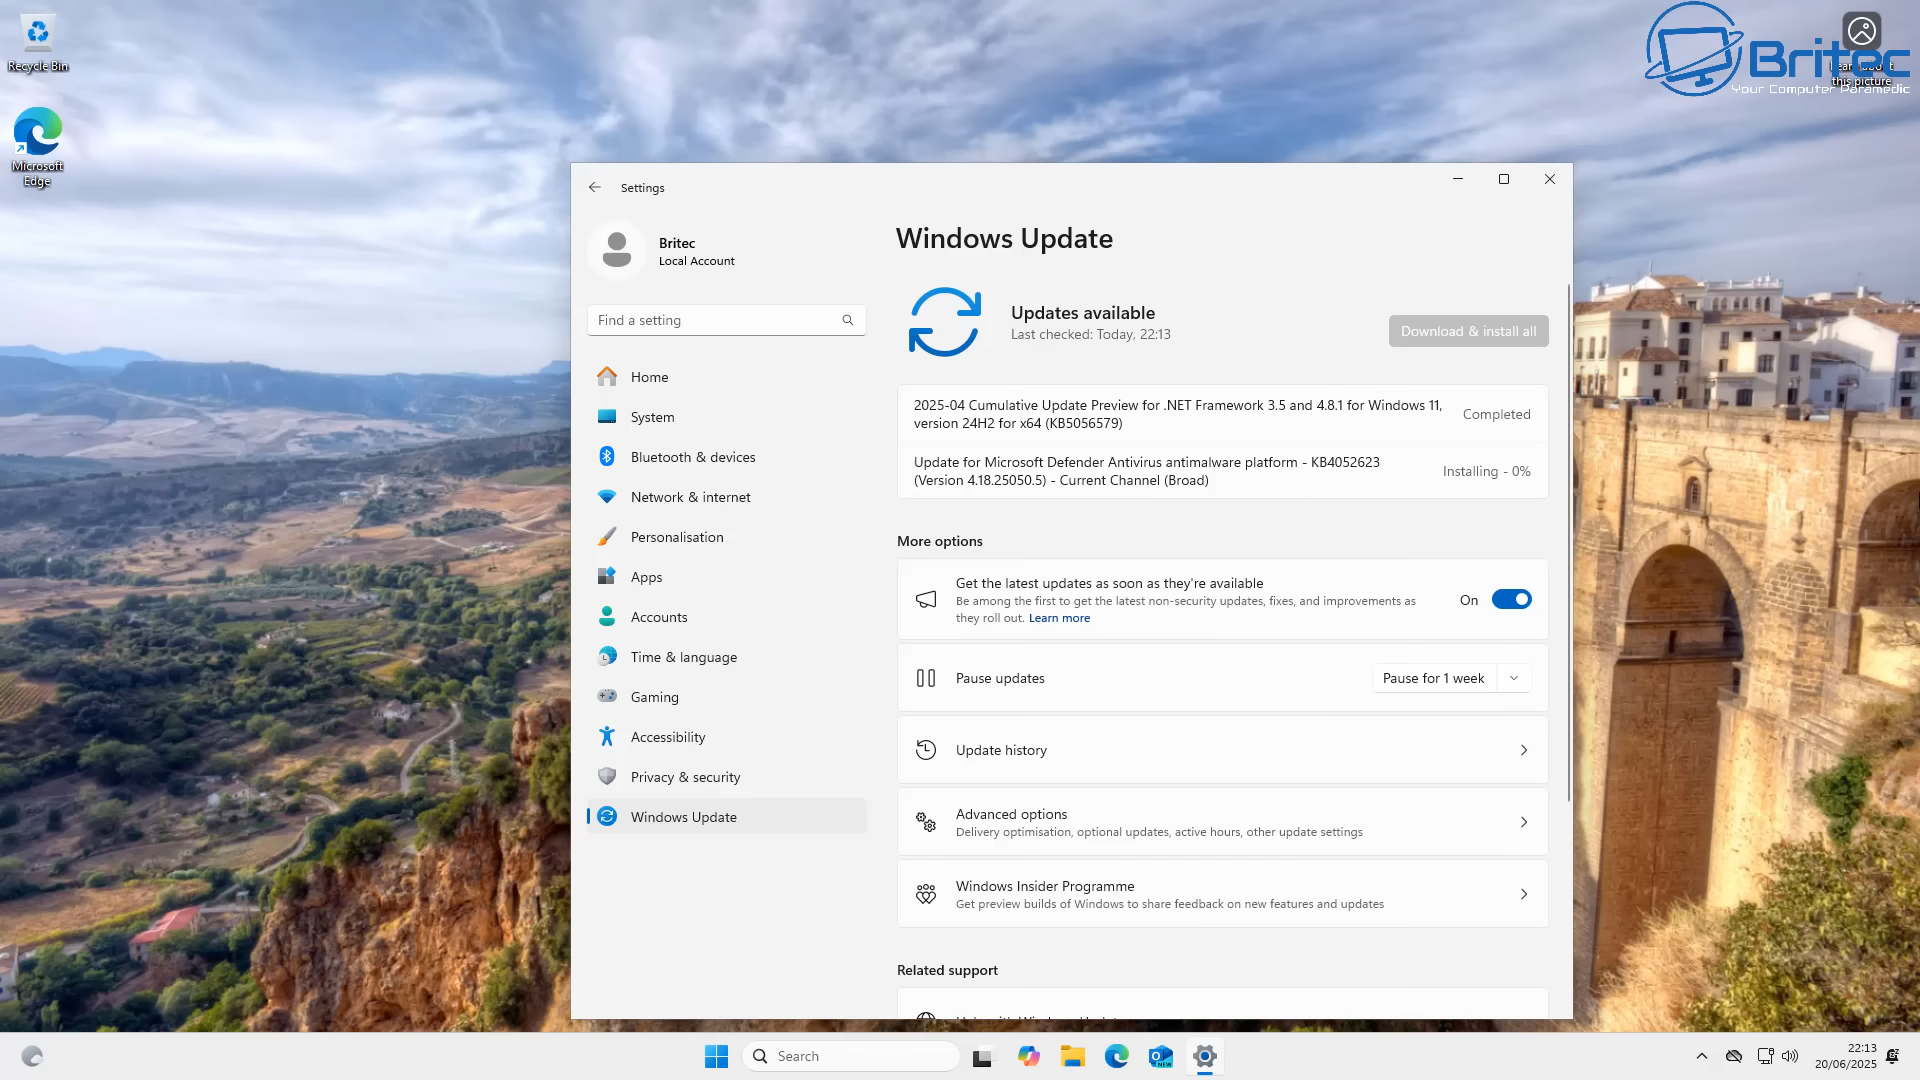 Recycle Bin
Microsoft
Edge
Britec
Your Computer Paramedic
this picture
Settings
Britec
Local Account
Find a setting
Home
System
Bluetooth & devices
Network & internet
Personalisation
Apps
Accounts
Time & language
Gaming
Accessibility
Privacy & security
Windows Update
Windows Update
Updates available
Last checked: Today, 22:13
Download & install all
2025-04 Cumulative Update Preview for .NET Framework 3.5 and 4.8.1 for Windows 11,
version 24H2 for x64 (KB5056579)
Completed
Update for Microsoft Defender Antivirus antimalware platform - KB4052623
(Version 4.18.25050.5) - Current Channel (Broad)
Installing - 0%
More options
Get the latest updates as soon as they're available
Be among the first to get the latest non-security updates, fixes, and improvements as
they roll out. Learn more
On
Pause updates
Pause for 1 week
Update history
Advanced options
Delivery optimisation, optional updates, active hours, other update settings
Windows Insider Programme
Get preview builds of Windows to share feedback on new features and updates
Related support
Search
NEW
22:13
20/06/2025